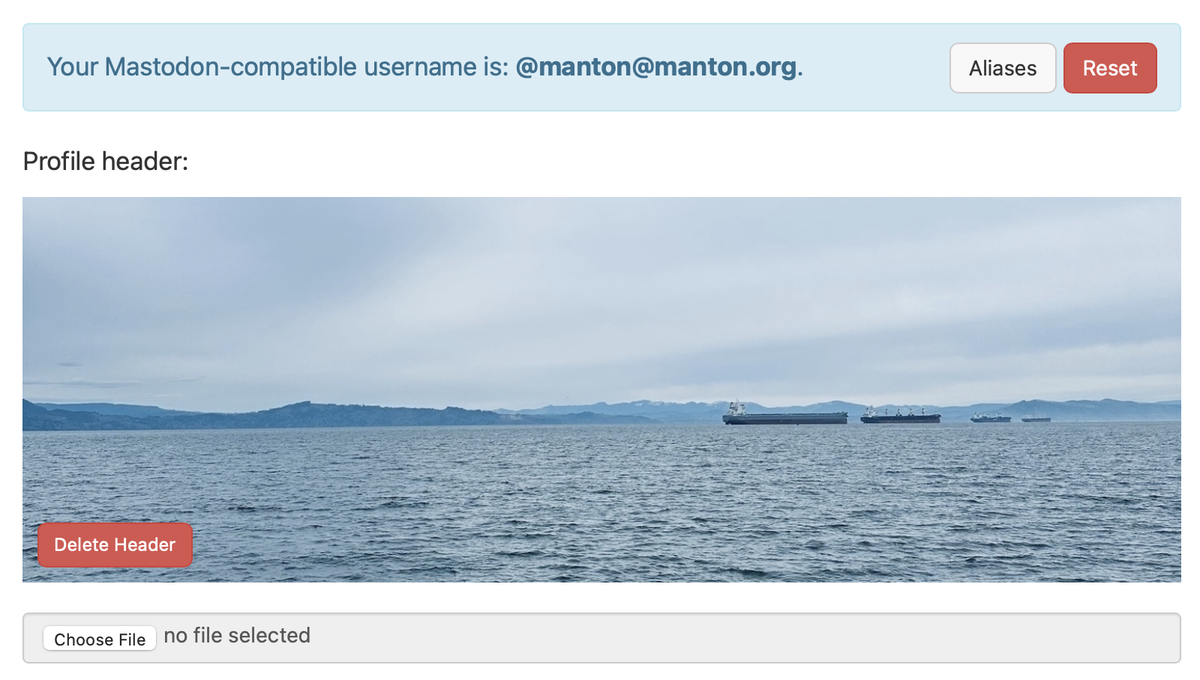 Your Mastodon-compatible username is: @manton@manton.org.
Aliases
Reset
Profile header:
Delete Header
Choose File no file selected